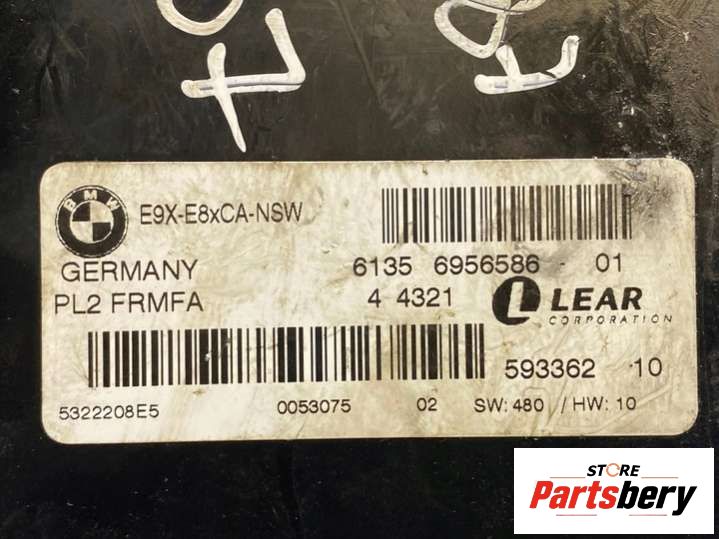 BMW
E9X-E8xCA-NSW
GERMANY
6135 6956586 - 01
PL2 FRMFA
4 4321
LEAR
CORPORATION
593362 10
5322208E5 0053075 02 SW: 480 / HW: 10
STORE
Partsbery